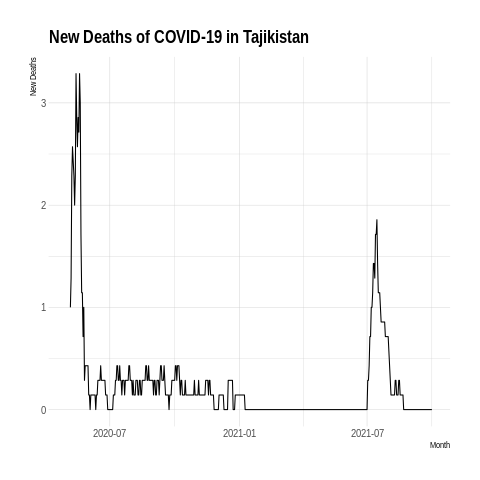 New Deaths of COVID-19 in Tajikistan
New Deaths
3
2
1
0
2020-07
2021-01
2021-07
Month